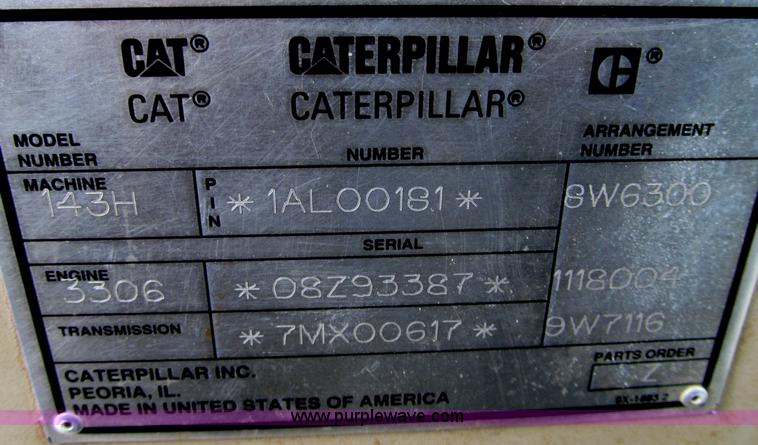 CAT® CATERPILLAR®
CAT® CATERPILLAR®
MODEL NUMBER NUMBER ARRANGEMENT NUMBER
MACHINE 143H PIN *1AL00181* 8W6300
SERIAL
ENGINE 3306 *08Z93387* 1118004
TRANSMISSION *7MX00617* 9W7116
PARTS ORDER
CATERPILLAR INC.
PEORIA, IL.
MADE IN UNITED STATES OF AMERICA
www.purplewave.com